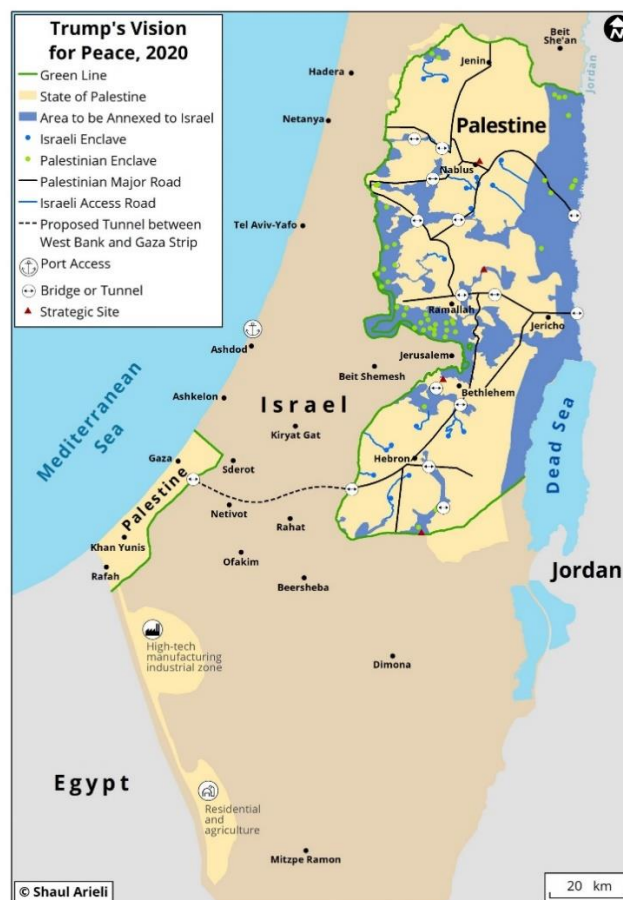 Trump's Vision
for Peace, 2020
Green Line
State of Palestine
Area to be Annexed to Israel
Israeli Enclave
Palestinian Enclave
Palestinian Major Road
Israeli Access Road
Proposed Tunnel between
West Bank and Gaza Strip
Port Access
Bridge or Tunnel
Strategic Site
N
Beit
She'an
Jordan
Hadera
Jenin
Netanya
Palestine
Nablus
Tel Aviv-Yafo
Ramallah
Jericho
Ashdod
Jerusalem
Beit Shemesh
Bethlehem
Ashkelon
Israel
Mediterranean
Sea
Kiryat Gat
Dead Sea
Hebron
Gaza
Sderot
Palestine
Netivot
Rahat
Khan Yunis
Ofakim
Rafah
Beersheba
Jordan
High-tech
manufacturing
industrial zone
Dimona
Egypt
Residential
and
agriculture
Mitzpe Ramon
© Shaul Arieli
20 km